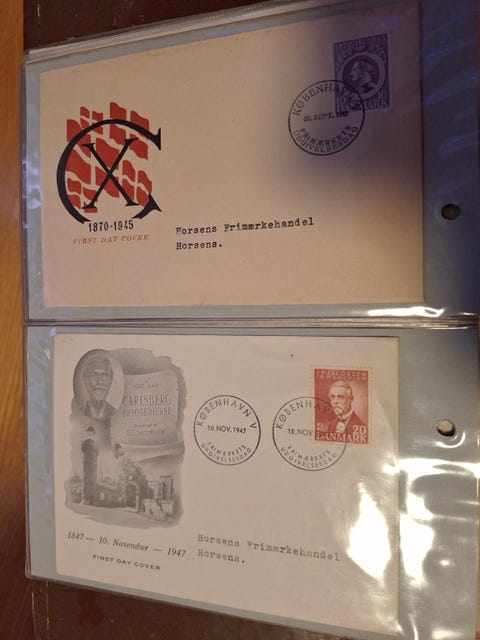 KØBENHAVN
26. SEPT. 1945
FRIMÆRKETS
UDGIVELSESDAG
DANMARK
CX
1870-1945
FIRST DAY COVER
Horsens Frimærkehandel
Horsens.
100 AAR
CARLSBERG
BRYGGERIERNE
J.C. JACOBSEN
KØBENHAVN V
10.NOV.1947
FRIMÆRKETS
UDGIVELSESDAG
KØBENHAVN
10.NOV.
FRIMÆRKETS
UDGIVELSESDAG
20
DANMARK
1847 — 10. November — 1947
FIRST DAY COVER
Horsens Frimærkehandel
Horsens.